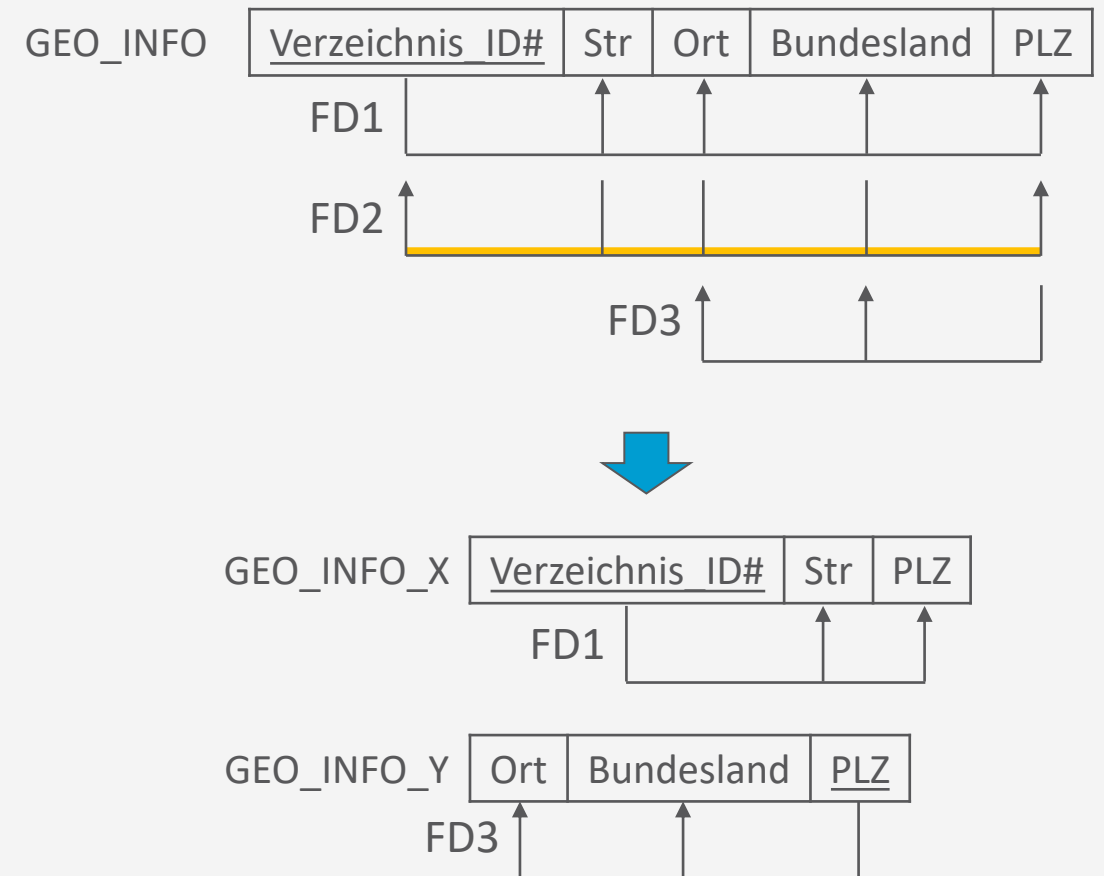 GEO_INFO Verzeichnis_ID# Str Ort Bundesland PLZ
FD1
FD2
FD3
GEO_INFO_X Verzeichnis_ID# Str PLZ
FD1
GEO_INFO_Y Ort Bundesland PLZ
FD3